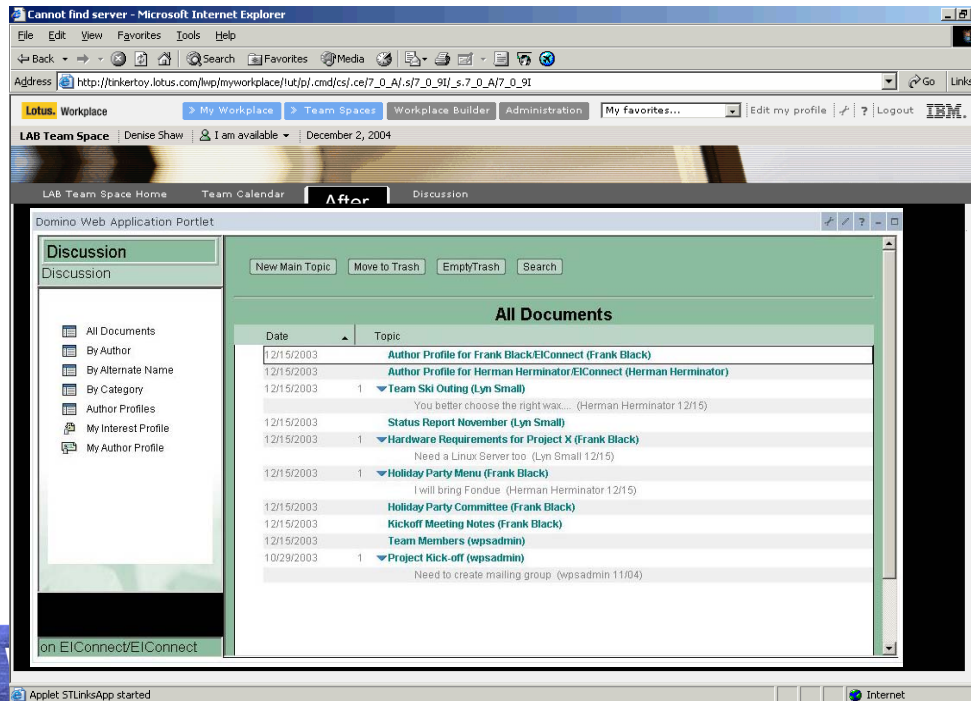 Cannot find server - Microsoft Internet Explorer
File Edit View Favorites Tools Help
Back Search Favorites Media
Address http://tinkertoy.lotus.com/lwp/myworkplace/!ut/p/.cmd/cs/.ce/7_0_A/.s/7_0_9I/_s.7_0_A/7_0_9I Go Links
Lotus. Workplace My Workplace Team Spaces Workplace Builder Administration My favorites... Edit my profile ? Logout IBM.
LAB Team Space Denise Shaw I am available December 2, 2004
LAB Team Space Home Team Calendar After Discussion
Domino Web Application Portlet
Discussion
Discussion
All Documents
By Author
By Alternate Name
By Category
Author Profiles
My Interest Profile
My Author Profile
on EIConnect/EIConnect
New Main Topic Move to Trash EmptyTrash Search
All Documents
Date Topic
12/15/2003 Author Profile for Frank Black/EIConnect (Frank Black)
12/15/2003 Author Profile for Herman Herminator/EIConnect (Herman Herminator)
12/15/2003 1 Team Ski Outing (Lyn Small)
You better choose the right wax.... (Herman Herminator 12/15)
12/15/2003 Status Report November (Lyn Small)
12/15/2003 1 Hardware Requirements for Project X (Frank Black)
Need a Linux Server too (Lyn Small 12/15)
12/15/2003 1 Holiday Party Menu (Frank Black)
I will bring Fondue (Herman Herminator 12/15)
12/15/2003 Holiday Party Committee (Frank Black)
12/15/2003 Kickoff Meeting Notes (Frank Black)
12/15/2003 Team Members (wpsadmin)
10/29/2003 1 Project Kick-off (wpsadmin)
Need to create mailing group (wpsadmin 11/04)
Applet STLinksApp started Internet